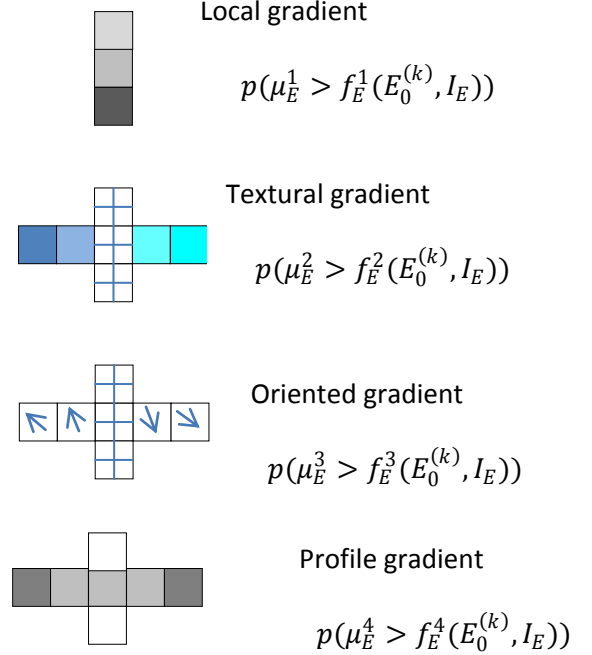 Local gradient
p(μ_E^1 > f_E^1(E_0^(k), I_E))
Textural gradient
p(μ_E^2 > f_E^2(E_0^(k), I_E))
Oriented gradient
p(μ_E^3 > f_E^3(E_0^(k), I_E))
Profile gradient
p(μ_E^4 > f_E^4(E_0^(k), I_E))